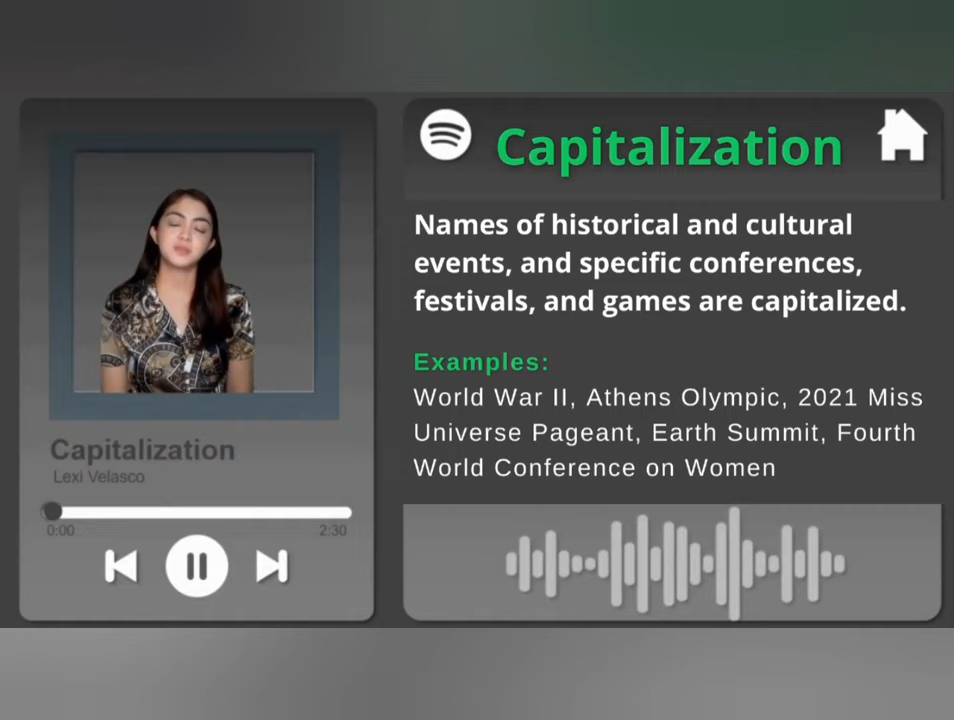 Capitalization
Names of historical and cultural
events, and specific conferences,
festivals, and games are capitalized.
Examples:
World War II, Athens Olympic, 2021 Miss
Universe Pageant, Earth Summit, Fourth
World Conference on Women
Capitalization
Lexi Velasco
0:00
2:30